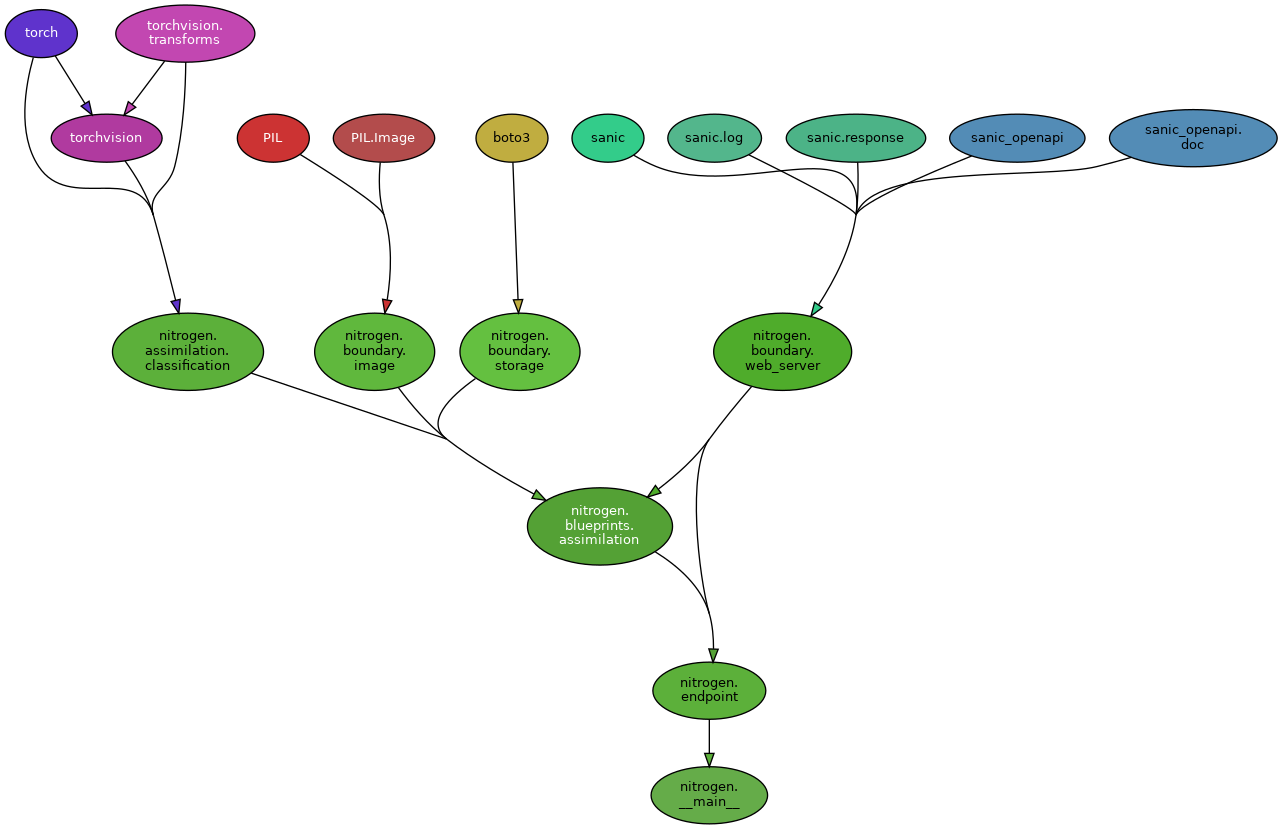 torch
torchvision.
transforms
torchvision
PIL
PIL.Image
boto3
sanic
sanic.log
sanic.response
sanic_openapi
sanic_openapi.
doc
nitrogen.
assimilation.
classification
nitrogen.
boundary.
image
nitrogen.
boundary.
storage
nitrogen.
boundary.
web_server
nitrogen.
blueprints.
assimilation
nitrogen.
endpoint
nitrogen.
__main__